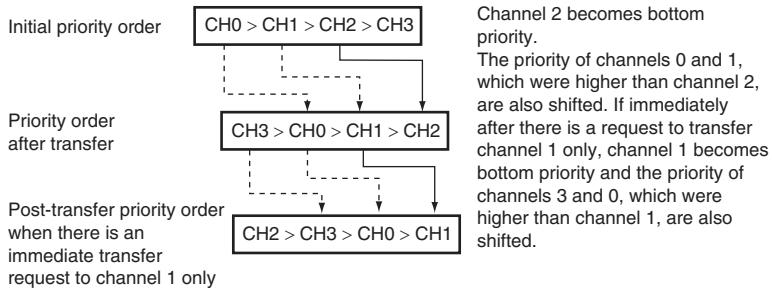 Initial priority order
CH0 > CH1 > CH2 > CH3
Priority order
after transfer
CH3 > CH0 > CH1 > CH2
Post-transfer priority order
when there is an
immediate transfer
request to channel 1 only
CH2 > CH3 > CH0 > CH1
Channel 2 becomes bottom
priority.
The priority of channels 0 and 1,
which were higher than channel 2,
are also shifted. If immediately
after there is a request to transfer
channel 1 only, channel 1 becomes
bottom priority and the priority of
channels 3 and 0, which were
higher than channel 1, are also
shifted.